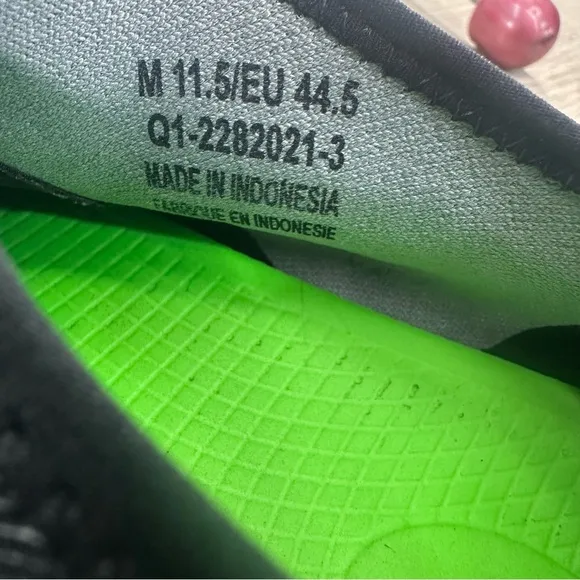 M 11.5/EU 44.5
Q1-2282021-3
MADE IN INDONESIA
FABRIQUE EN INDONESIE